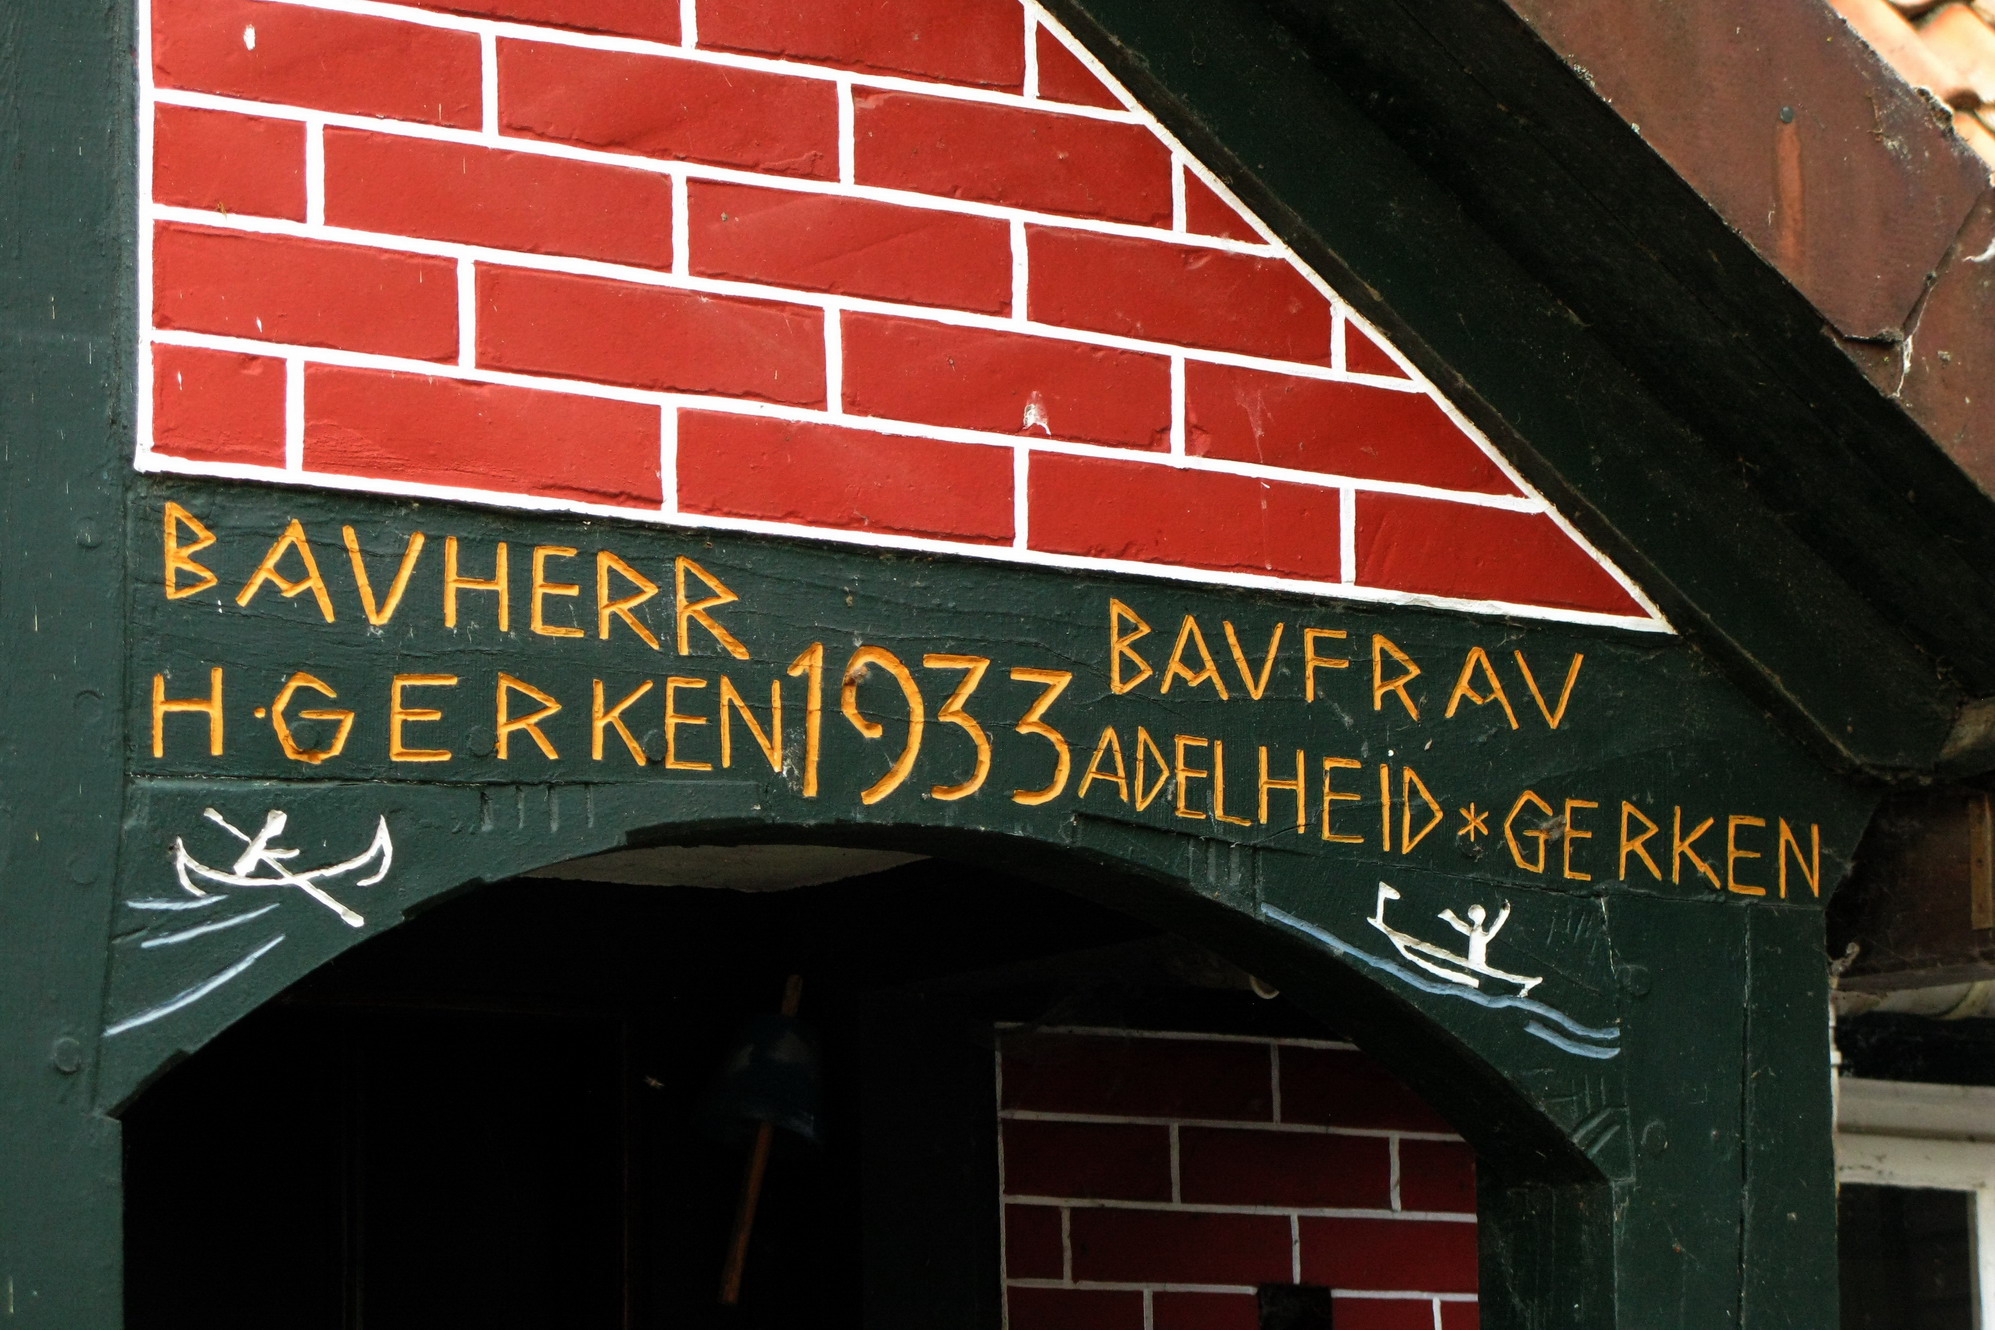 BAVHERR
H·GERKEN
1933
BAVFRAV
ADELHEID*GERKEN